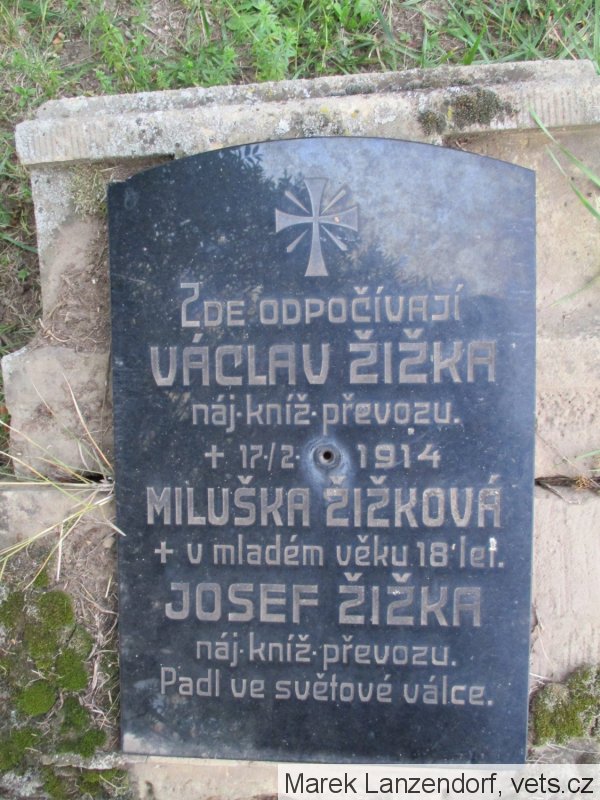 Zde odpočívají
VÁCLAV ŽIŽKA
náj·kníž·převozu.
+ 17·/2· 1914
MILUŠKA ŽIŽKOVÁ
+ v mladém věku 18 let.
JOSEF ŽIŽKA
náj·kníž·převozu.
Padl ve světové válce.
Marek Lanzendorf, vets.cz